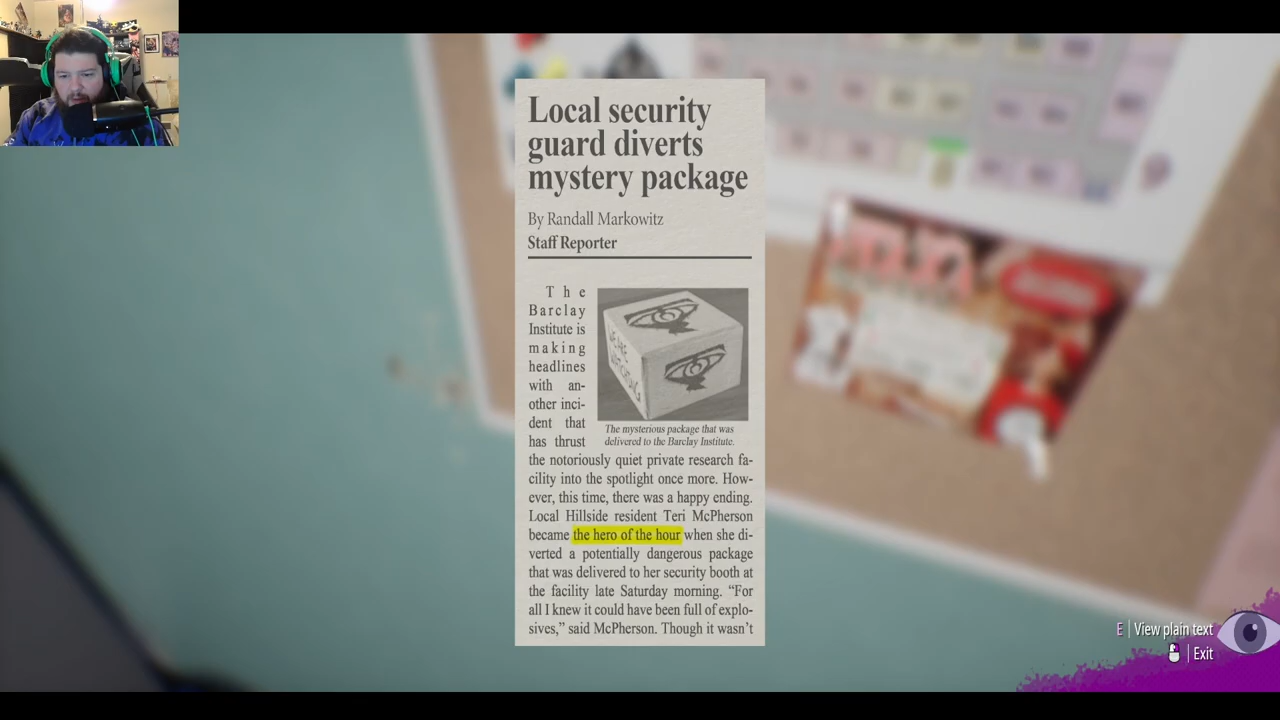 Local security
guard diverts
mystery package
By Randall Markowitz
Staff Reporter
The
Barclay
Institute is
making
headlines
with an-
other inci-
dent that
has thrust
WE ARE
WATCHING
The mysterious package that was
delivered to the Barclay Institute.
the notoriously quiet private research fa-
cility into the spotlight once more. How-
ever, this time, there was a happy ending.
Local Hillside resident Teri McPherson
became the hero of the hour when she di-
verted a potentially dangerous package
that was delivered to her security booth at
the facility late Saturday morning. “For
all I knew it could have been full of explo-
sives,” said McPherson. Though it wasn’t
E | View plain text
| Exit